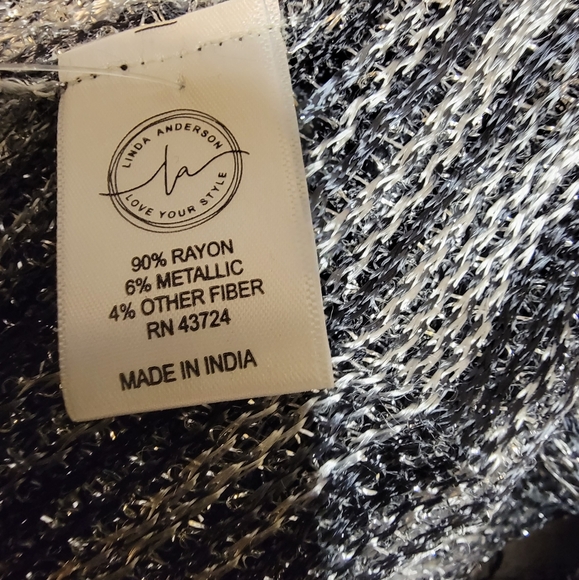 LINDA ANDERSON
la
LOVE YOUR STYLE
90% RAYON
6% METALLIC
4% OTHER FIBER
RN 43724
MADE IN INDIA